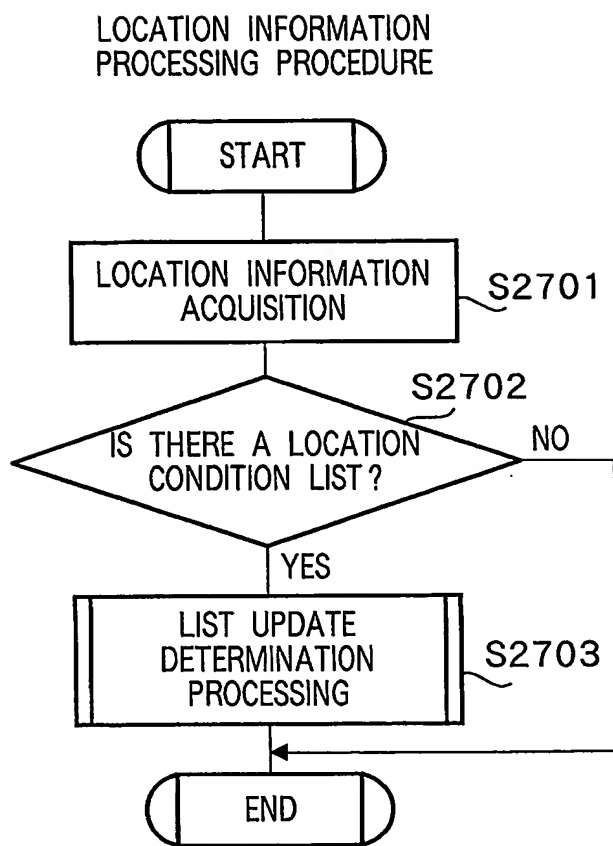 LOCATION INFORMATION
PROCESSING PROCEDURE
START
LOCATION INFORMATION
ACQUISITION
S2701
S2702
IS THERE A LOCATION
CONDITION LIST?
NO
YES
LIST UPDATE
DETERMINATION
PROCESSING
S2703
END